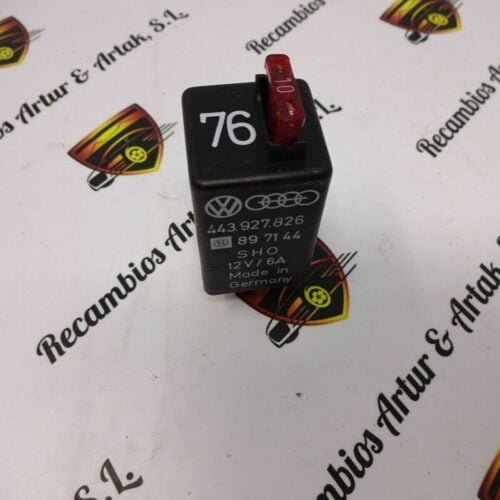 10
76
443.927.826
89 71 44
SHO
12V/6A
Made in
Germany
Recambios Artur & Artak, S.L.
Recambios Artur & Artak, S.L.
Recambios Artur & Artak, S.L.
Recambios Artur &
Recambios
S.L.